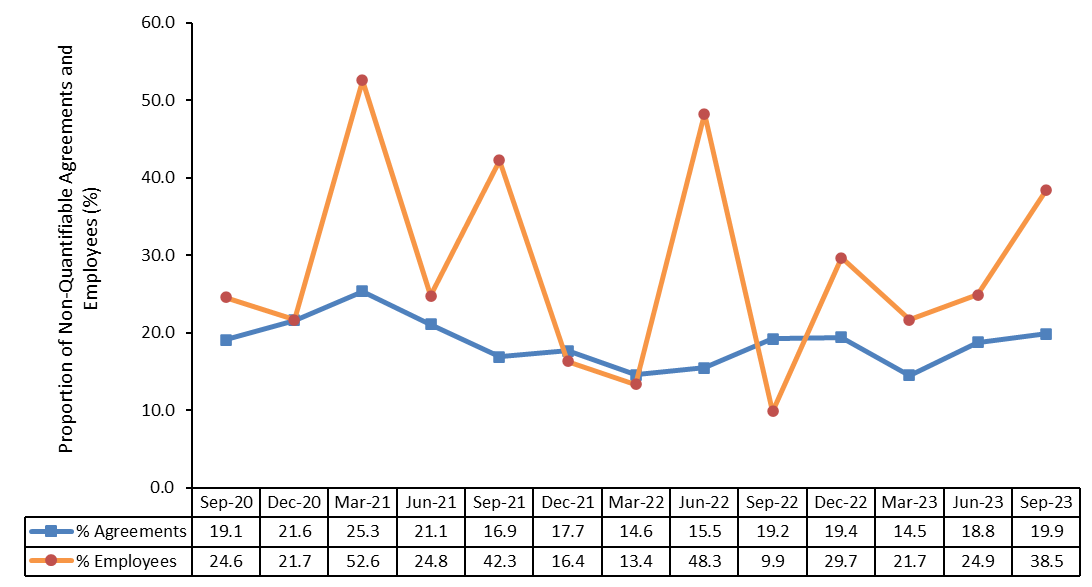 Proportion of Non-Quantifiable Agreements and
Employees (%)
60.0
50.0
40.0
30.0
20.0
10.0
0.0
Sep-20 Dec-20 Mar-21 Jun-21 Sep-21 Dec-21 Mar-22 Jun-22 Sep-22 Dec-22 Mar-23 Jun-23 Sep-23
% Agreements 19.1 21.6 25.3 21.1 16.9 17.7 14.6 15.5 19.2 19.4 14.5 18.8 19.9
% Employees 24.6 21.7 52.6 24.8 42.3 16.4 13.4 48.3 9.9 29.7 21.7 24.9 38.5